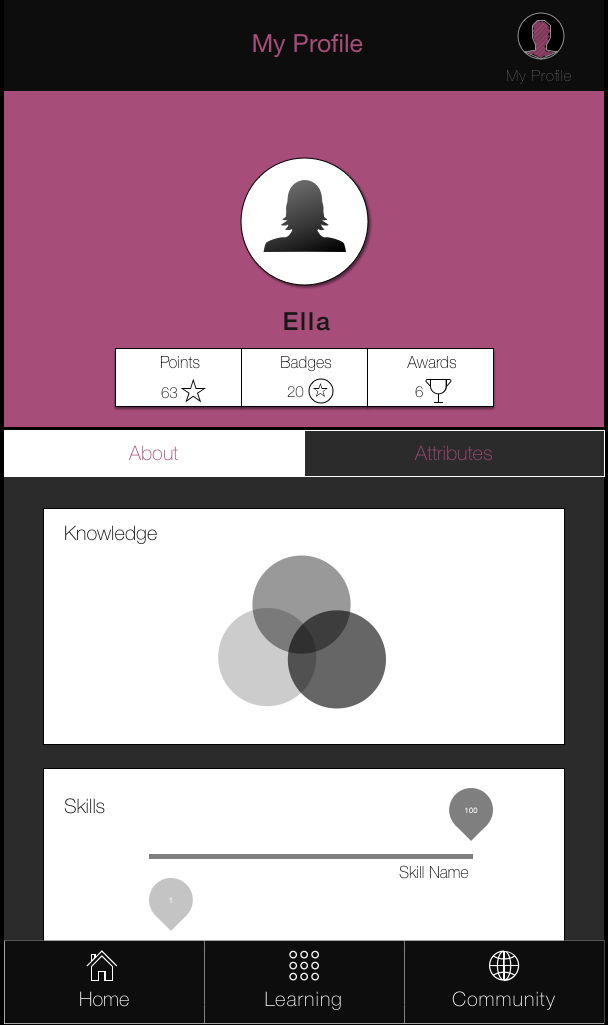 My Profile
My Profile
Ella
Points
Badges
Awards
63
20
6
About
Attributes
Knowledge
Skills
100
Skill Name
1
Home
Learning
Community